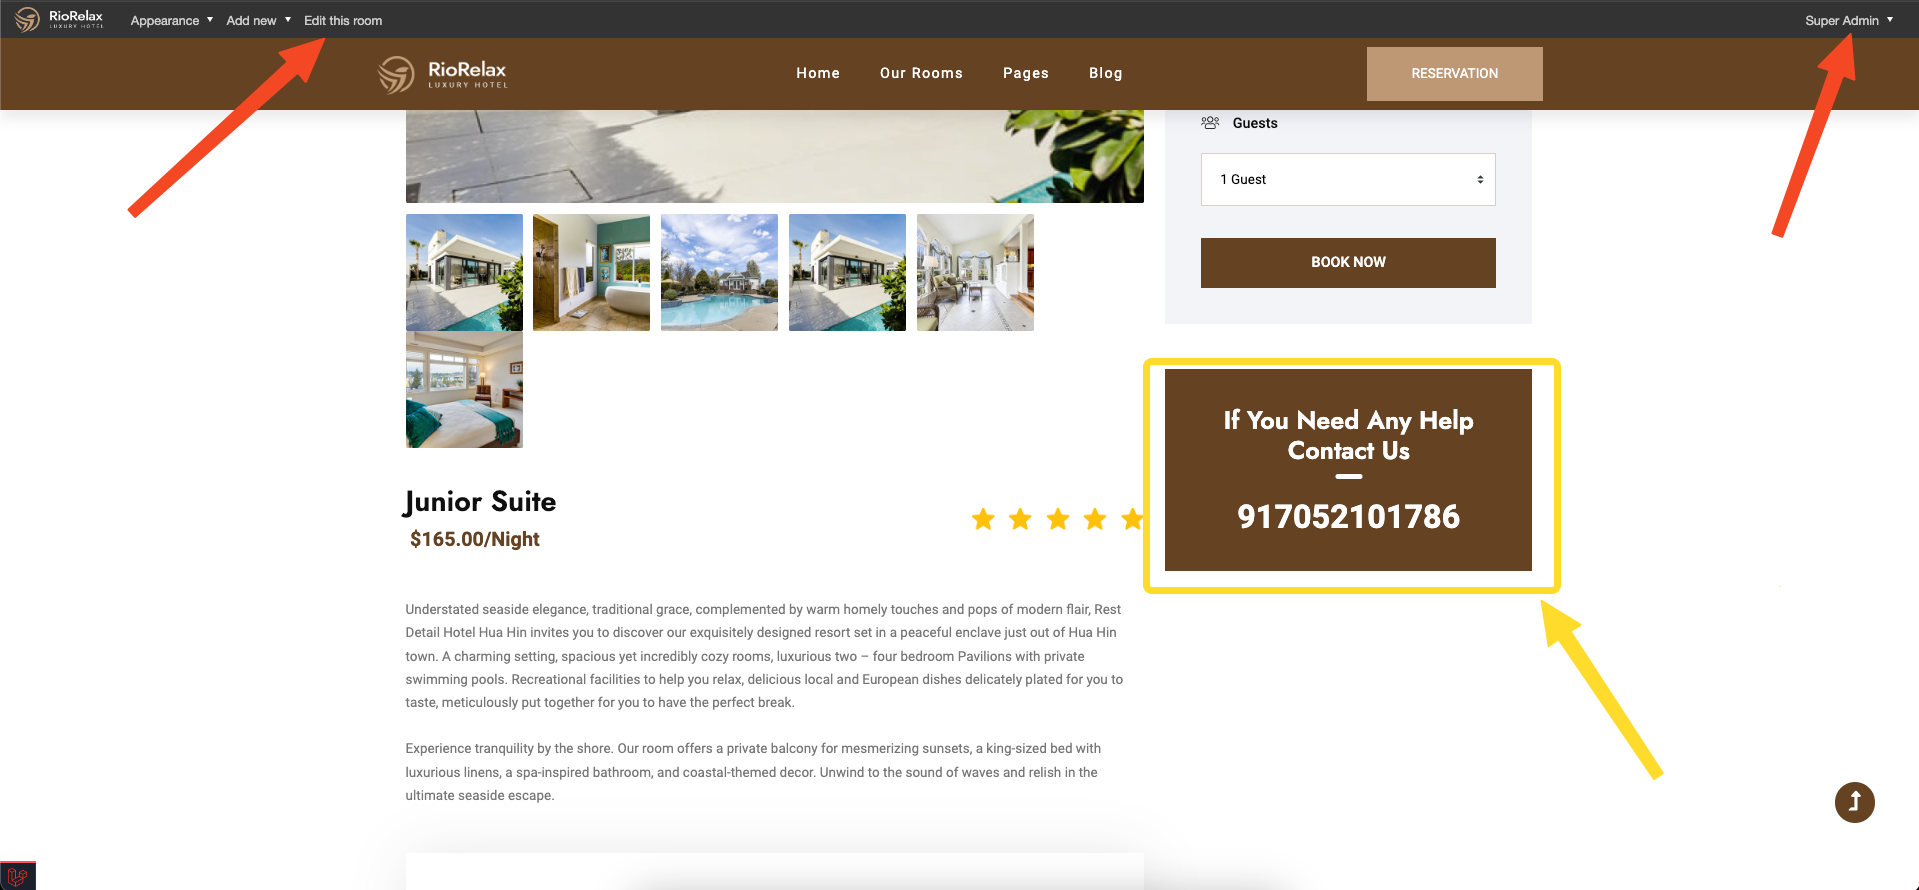 RioRelax
LUXURY HOTEL
Appearance
Add new
Edit this room
Super Admin
RioRelax
LUXURY HOTEL
Home
Our Rooms
Pages
Blog
RESERVATION
Guests
1 Guest
BOOK NOW
If You Need Any Help
Contact Us
917052101786
Junior Suite
$165.00/Night
Understated seaside elegance, traditional grace, complemented by warm homely touches and pops of modern flair, Rest
Detail Hotel Hua Hin invites you to discover our exquisitely designed resort set in a peaceful enclave just out of Hua Hin
town. A charming setting, spacious yet incredibly cozy rooms, luxurious two – four bedroom Pavilions with private
swimming pools. Recreational facilities to help you relax, delicious local and European dishes delicately plated for you to
taste, meticulously put together for you to have the perfect break.
Experience tranquility by the shore. Our room offers a private balcony for mesmerizing sunsets, a king-sized bed with
luxurious linens, a spa-inspired bathroom, and coastal-themed decor. Unwind to the sound of waves and relish in the
ultimate seaside escape.